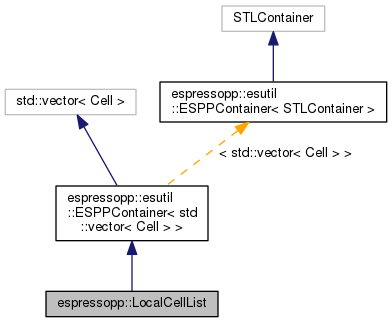 STLContainer
std::vector< Cell >
espressopp::esutil
::ESPPContainer< STLContainer >
< std::vector< Cell > >
espressopp::esutil
::ESPPContainer< std
::vector< Cell > >
espressopp::LocalCellList